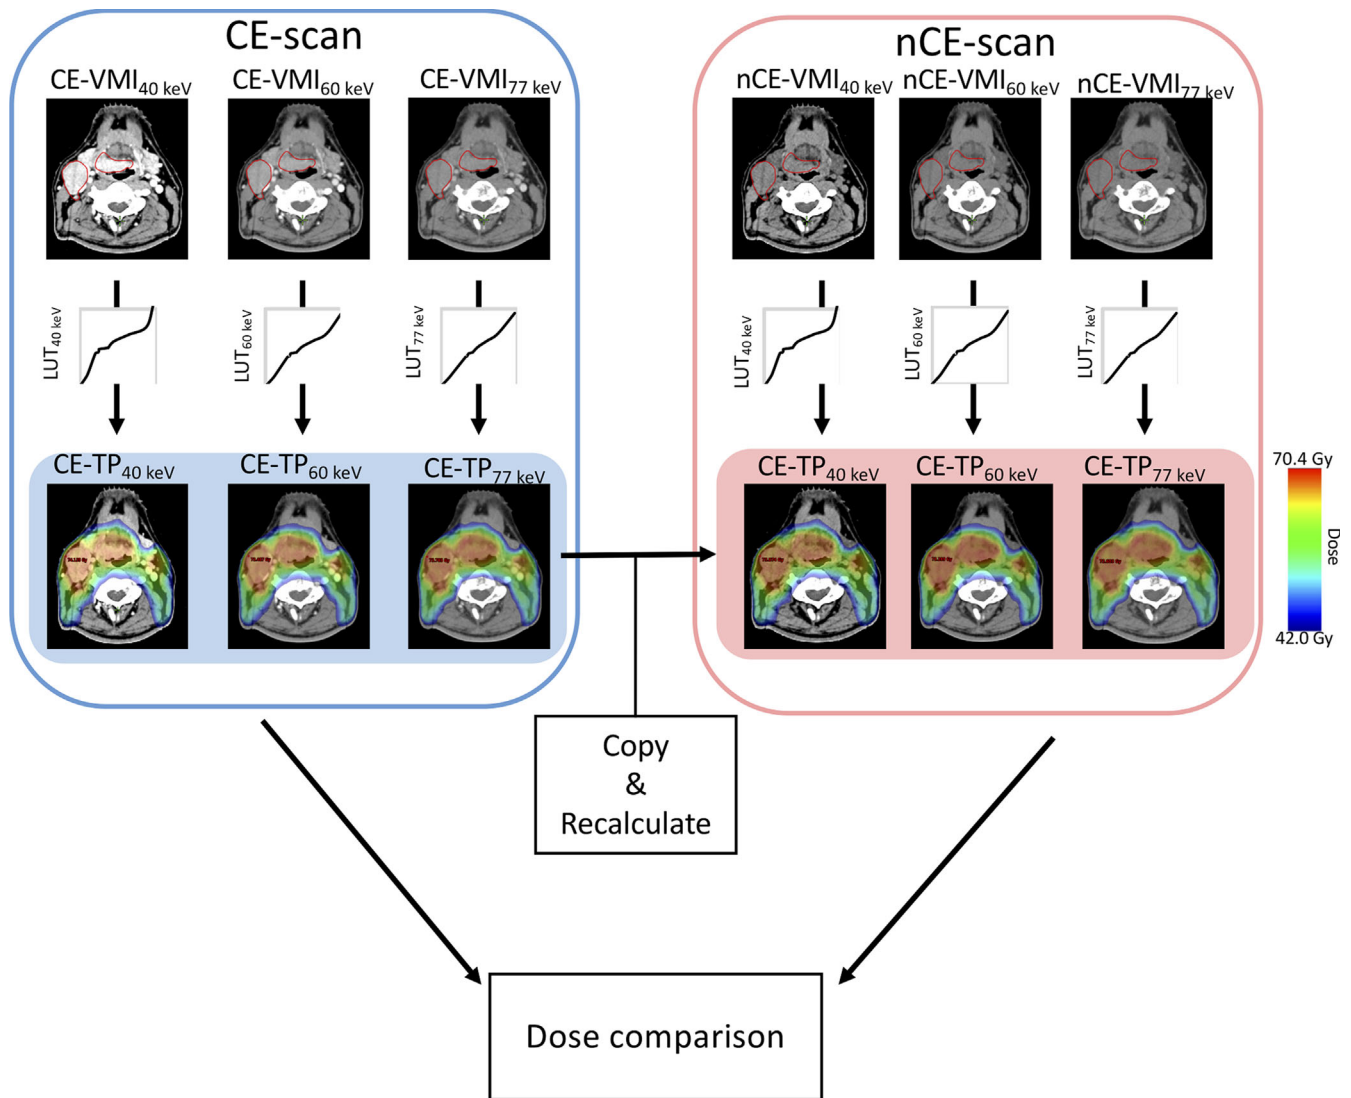 CE-scan
CE-VMI40 keV
CE-VMI60 keV
CE-VMI77 keV
LUT40 keV
LUT60 keV
LUT77 keV
CE-TP40 keV
CE-TP60 keV
CE-TP77 keV
nCE-scan
nCE-VMI40 keV
nCE-VMI60 keV
nCE-VMI77 keV
LUT40 keV
LUT60 keV
LUT77 keV
CE-TP40 keV
CE-TP60 keV
CE-TP77 keV
70.4 Gy
Dose
42.0 Gy
Copy
&
Recalculate
Dose comparison